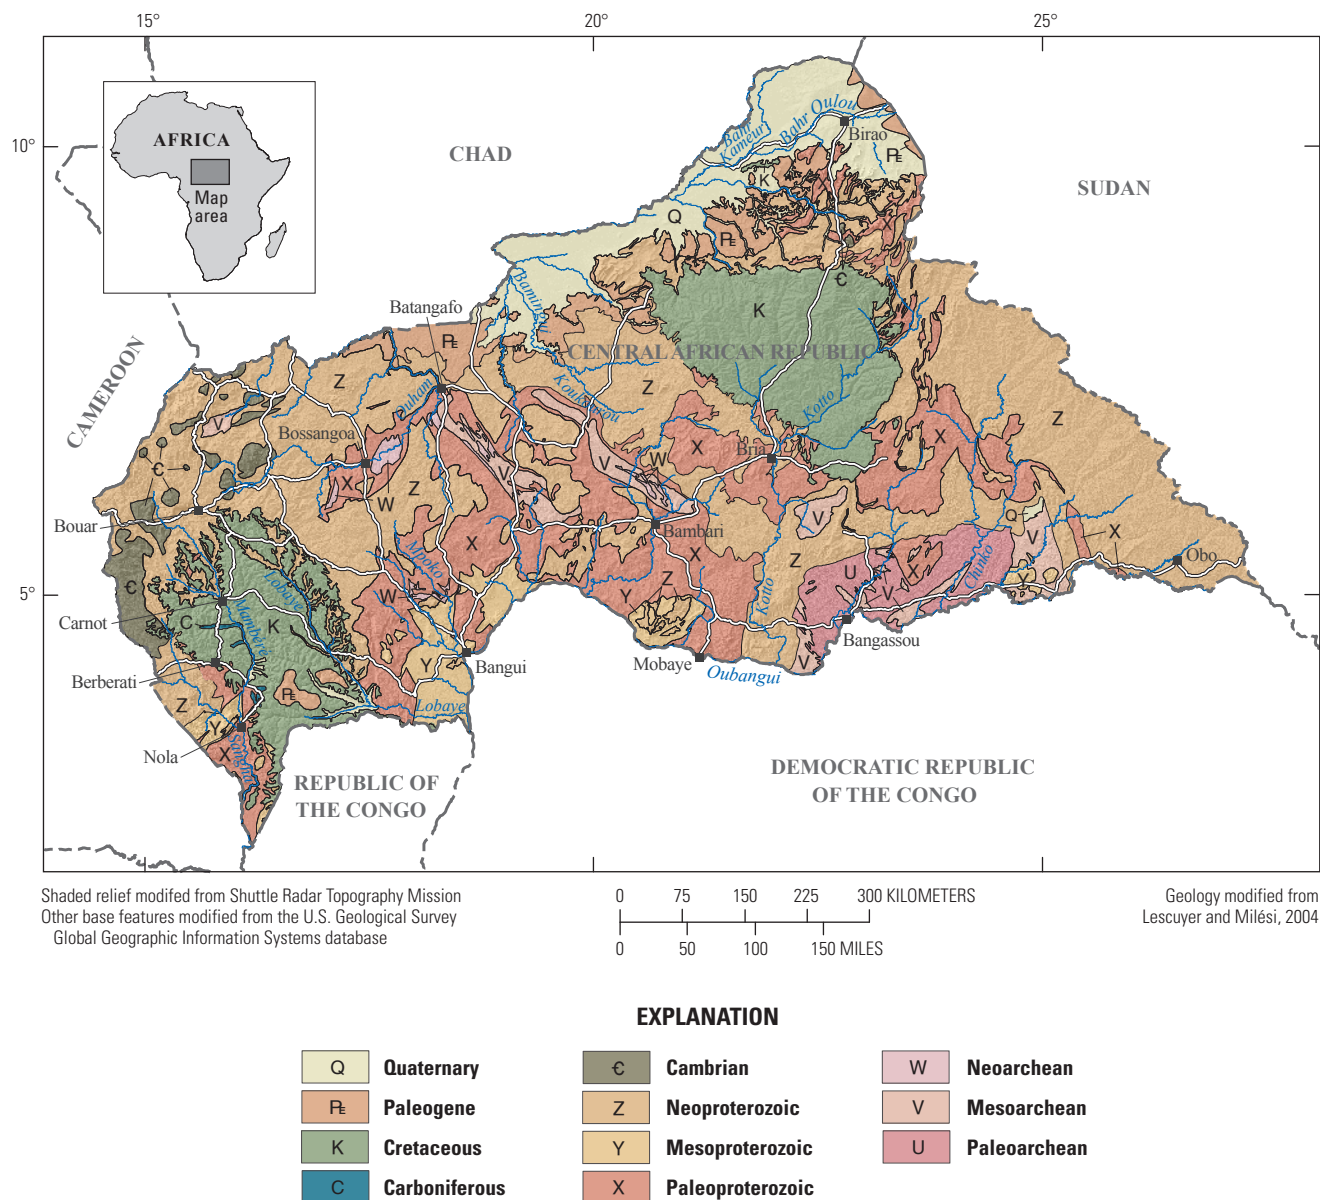 15°
20°
25°
10°
5°
AFRICA
Map
area
CHAD
SUDAN
CAMEROON
CENTRAL AFRICAN REPUBLIC
REPUBLIC OF
THE CONGO
DEMOCRATIC REPUBLIC
OF THE CONGO
Bahr
Kameur
Bahr Oulou
Birao
Q
K
Ꞓ
K
Bamingui
Batangafo
Z
Ouham
Koukourou
Z
Kotto
Bossangoa
V
Ꞓ
X
W
Z
V
X
V
W
X
Bria
X
Z
Bouar
Bambari
V
Q
V
X
Obo
Ꞓ
Lobaye
Mpoko
X
W
X
Z
Y
Z
Kotto
U
V
X
Chinko
Y
Carnot
C
Mambéré
K
Bangui
Y
Mobaye
Oubangui
V
Bangassou
Berberati
Z
Y
Nola
X
Sangha
Lobaye
Shaded relief modifed from Shuttle Radar Topography Mission
Other base features modified from the U.S. Geological Survey
Global Geographic Information Systems database
0 75 150 225 300 KILOMETERS
0 50 100 150 MILES
Geology modified from
Lescuyer and Milési, 2004
EXPLANATION
Q Quaternary
Paleogene
K Cretaceous
C Carboniferous
Ꞓ Cambrian
Z Neoproterozoic
Y Mesoproterozoic
X Paleoproterozoic
W Neoarchean
V Mesoarchean
U Paleoarchean